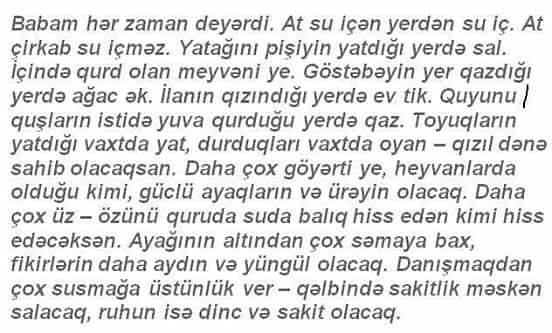 Babam hər zaman deyərdi. At su içən yerdən su iç. At
çirkab su içməz. Yatağını pişiyin yatdığı yerdə sal.
İçində qurd olan meyvəni ye. Göstəbəyin yer qazdığı
yerdə ağac ək. İlanın qızındığı yerdə ev tik. Quyunu
quşların istidə yuva qurduğu yerdə qaz. Toyuqların
yatdığı vaxtda yat, durduqları vaxtda oyan – qızıl dənə
sahib olacaqsan. Daha çox göyərti ye, heyvanlarda
olduğu kimi, güclü ayaqların və ürəyin olacaq. Daha
çox üz – özünü quruda suda balıq hiss edən kimi hiss
edəcəksən. Ayağının altından çox səmaya bax,
fikirlərin daha aydın və yüngül olacaq. Danışmaqdan
çox susmağa üstünlük ver – qəlbində sakitlik məskən
salacaq, ruhun isə dinc və sakit olacaq.